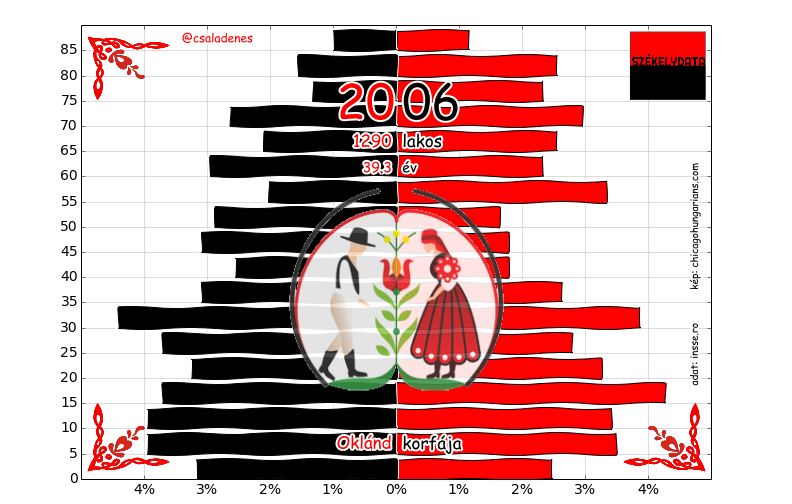 @csaladenes
SZÉKELYDATA
2006
1290 lakos
39.3 év
kép: chicagohungarians.com
adat: insse.ro
Oklánd korfája
85
80
75
70
65
60
55
50
45
40
35
30
25
20
15
10
5
0
4% 3% 2% 1% 0% 1% 2% 3% 4%